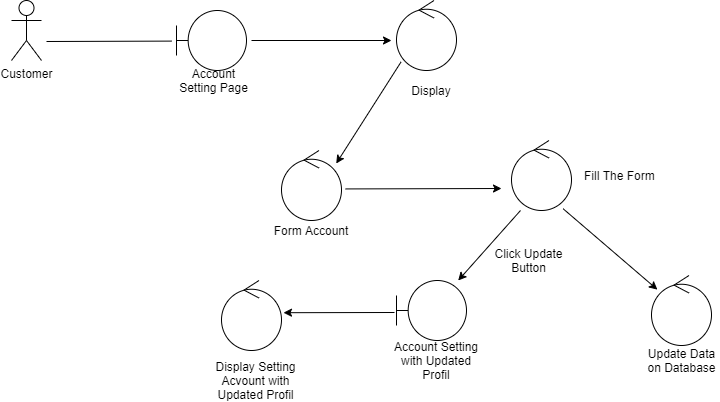 Customer
Account
Setting Page
Display
Fill The Form
Form Account
Click Update
Button
Account Setting
with Updated
Profil
Update Data
on Database
Display Setting
Acvount with
Updated Profil